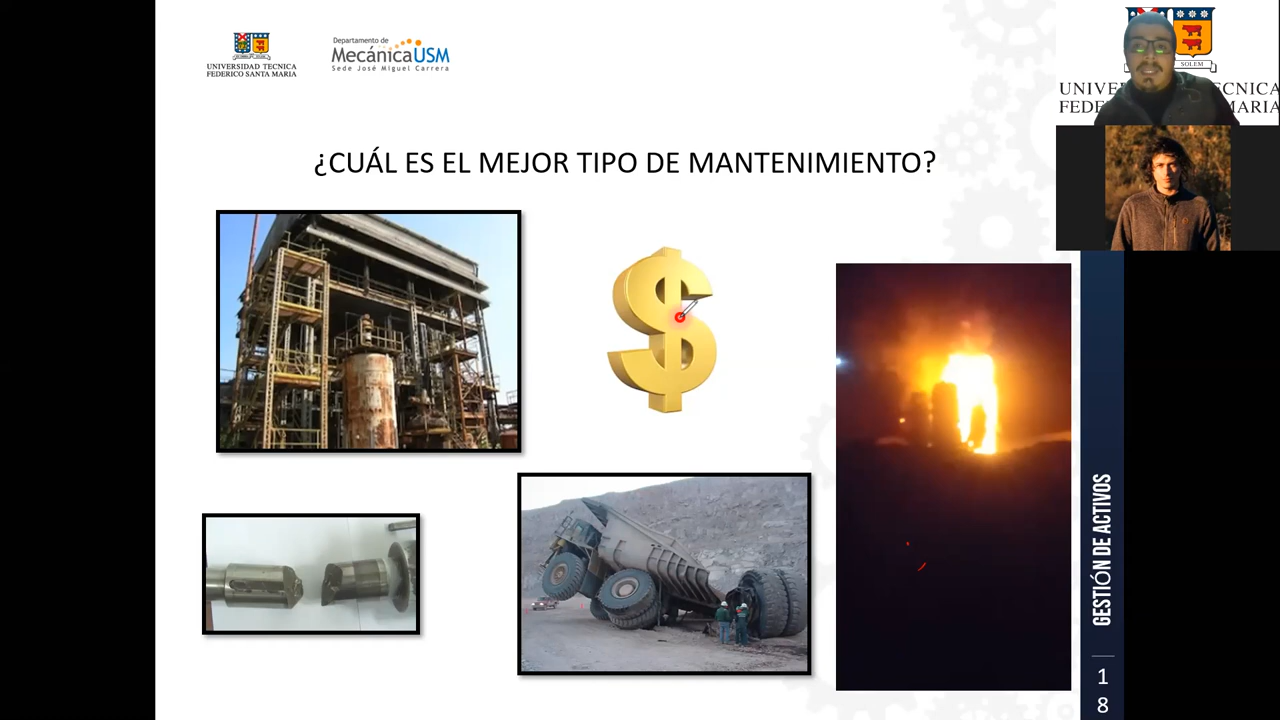 UNIVERSIDAD TECNICA
FEDERICO SANTA MARIA
Departamento de
MecánicaUSM
Sede José Miguel Carrera
SOLEM
¿CUÁL ES EL MEJOR TIPO DE MANTENIMIENTO?
GESTIÓN DE ACTIVOS
1
8